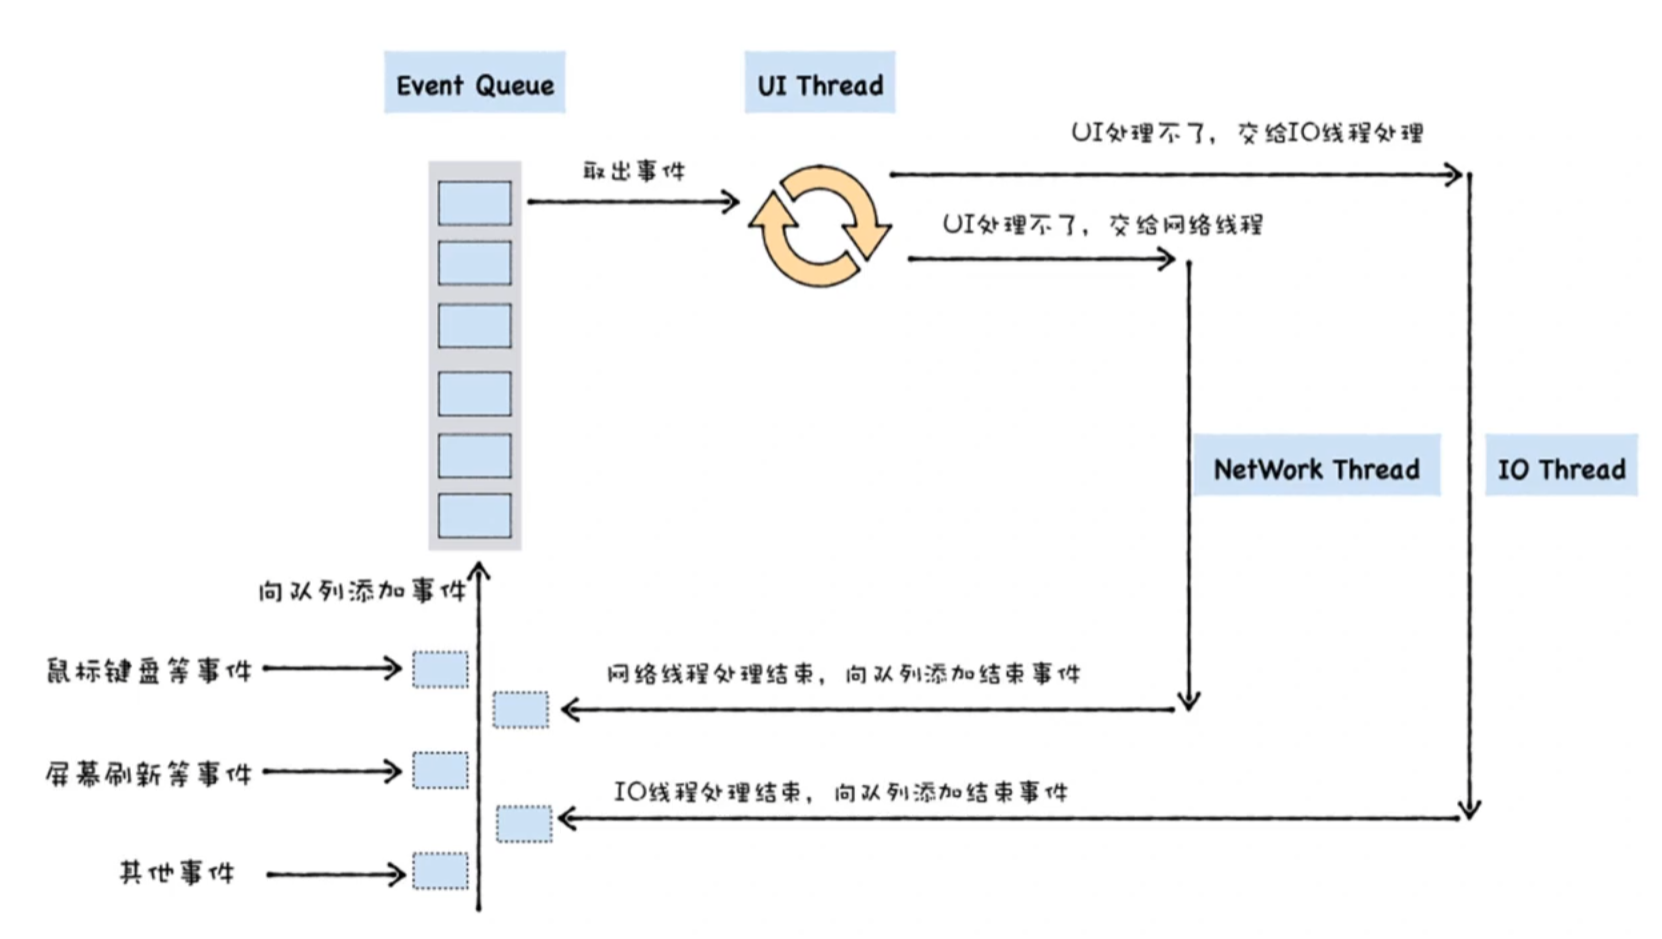 Event Queue
UI Thread
UI处理不了，交给IO线程处理
取出事件
UI处理不了，交给网络线程
NetWork Thread
IO Thread
向队列添加事件
鼠标键盘等事件
网络线程处理结束，向队列添加结束事件
屏幕刷新等事件
IO线程处理结束，向队列添加结束事件
其他事件